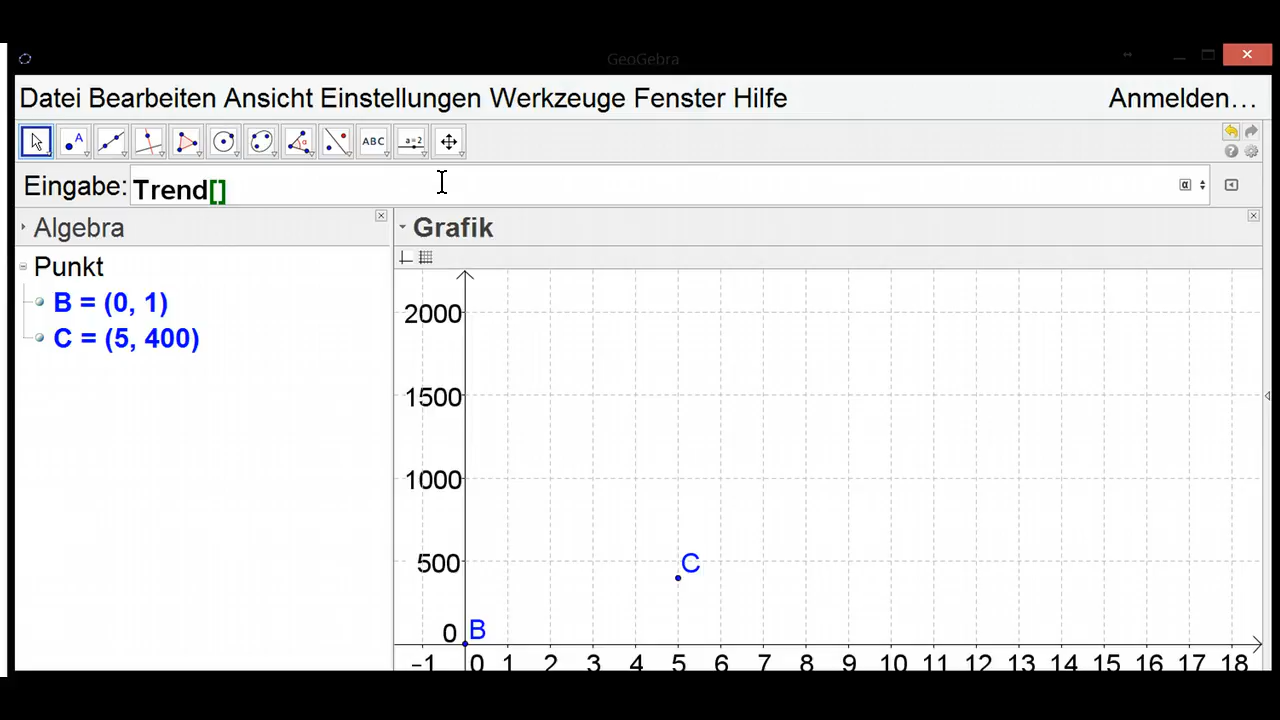 GeoGebra
Datei Bearbeiten Ansicht Einstellungen Werkzeuge Fenster Hilfe Anmelden...
A ABC a=2
Eingabe: Trend[] α
Algebra
Punkt
B = (0, 1)
C = (5, 400)
Grafik
2000
1500
1000
500
C
0 B
−1 0 1 2 3 4 5 6 7 8 9 10 11 12 13 14 15 16 17 18